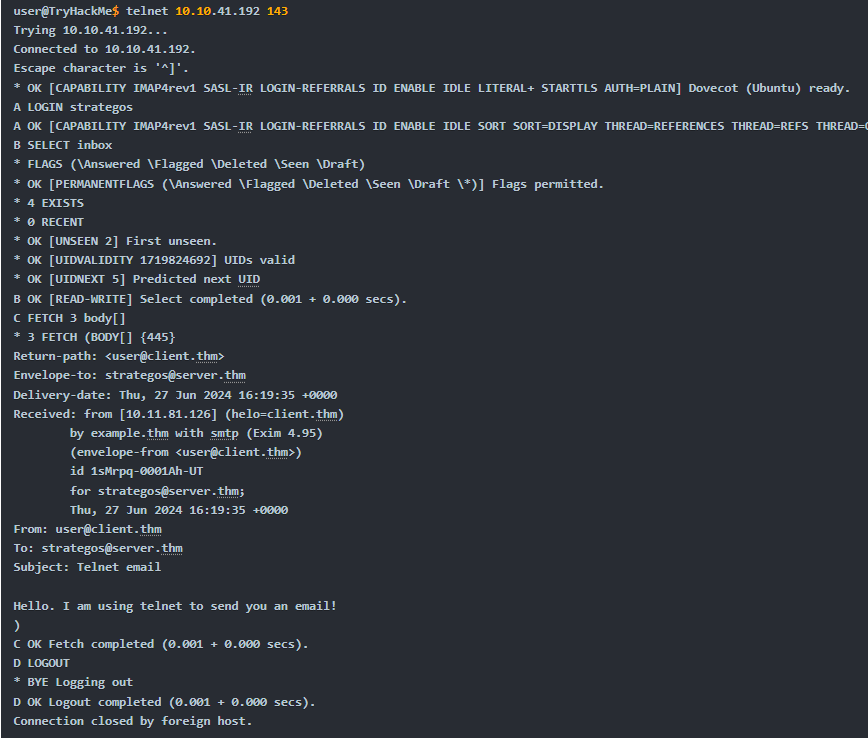 user@TryHackMe$ telnet 10.10.41.192 143
Trying 10.10.41.192...
Connected to 10.10.41.192.
Escape character is '^]'.
* OK [CAPABILITY IMAP4rev1 SASL-IR LOGIN-REFERRALS ID ENABLE IDLE LITERAL+ STARTTLS AUTH=PLAIN] Dovecot (Ubuntu) ready.
A LOGIN strategos
A OK [CAPABILITY IMAP4rev1 SASL-IR LOGIN-REFERRALS ID ENABLE IDLE SORT SORT=DISPLAY THREAD=REFERENCES THREAD=REFS THREAD=
B SELECT inbox
* FLAGS (\Answered \Flagged \Deleted \Seen \Draft)
* OK [PERMANENTFLAGS (\Answered \Flagged \Deleted \Seen \Draft \*)] Flags permitted.
* 4 EXISTS
* 0 RECENT
* OK [UNSEEN 2] First unseen.
* OK [UIDVALIDITY 1719824692] UIDs valid
* OK [UIDNEXT 5] Predicted next UID
B OK [READ-WRITE] Select completed (0.001 + 0.000 secs).
C FETCH 3 body[]
* 3 FETCH (BODY[] {445}
Return-path: <user@client.thm>
Envelope-to: strategos@server.thm
Delivery-date: Thu, 27 Jun 2024 16:19:35 +0000
Received: from [10.11.81.126] (helo=client.thm)
by example.thm with smtp (Exim 4.95)
(envelope-from <user@client.thm>)
id 1sMrpq-0001Ah-UT
for strategos@server.thm;
Thu, 27 Jun 2024 16:19:35 +0000
From: user@client.thm
To: strategos@server.thm
Subject: Telnet email

Hello. I am using telnet to send you an email!
)
C OK Fetch completed (0.001 + 0.000 secs).
D LOGOUT
* BYE Logging out
D OK Logout completed (0.001 + 0.000 secs).
Connection closed by foreign host.